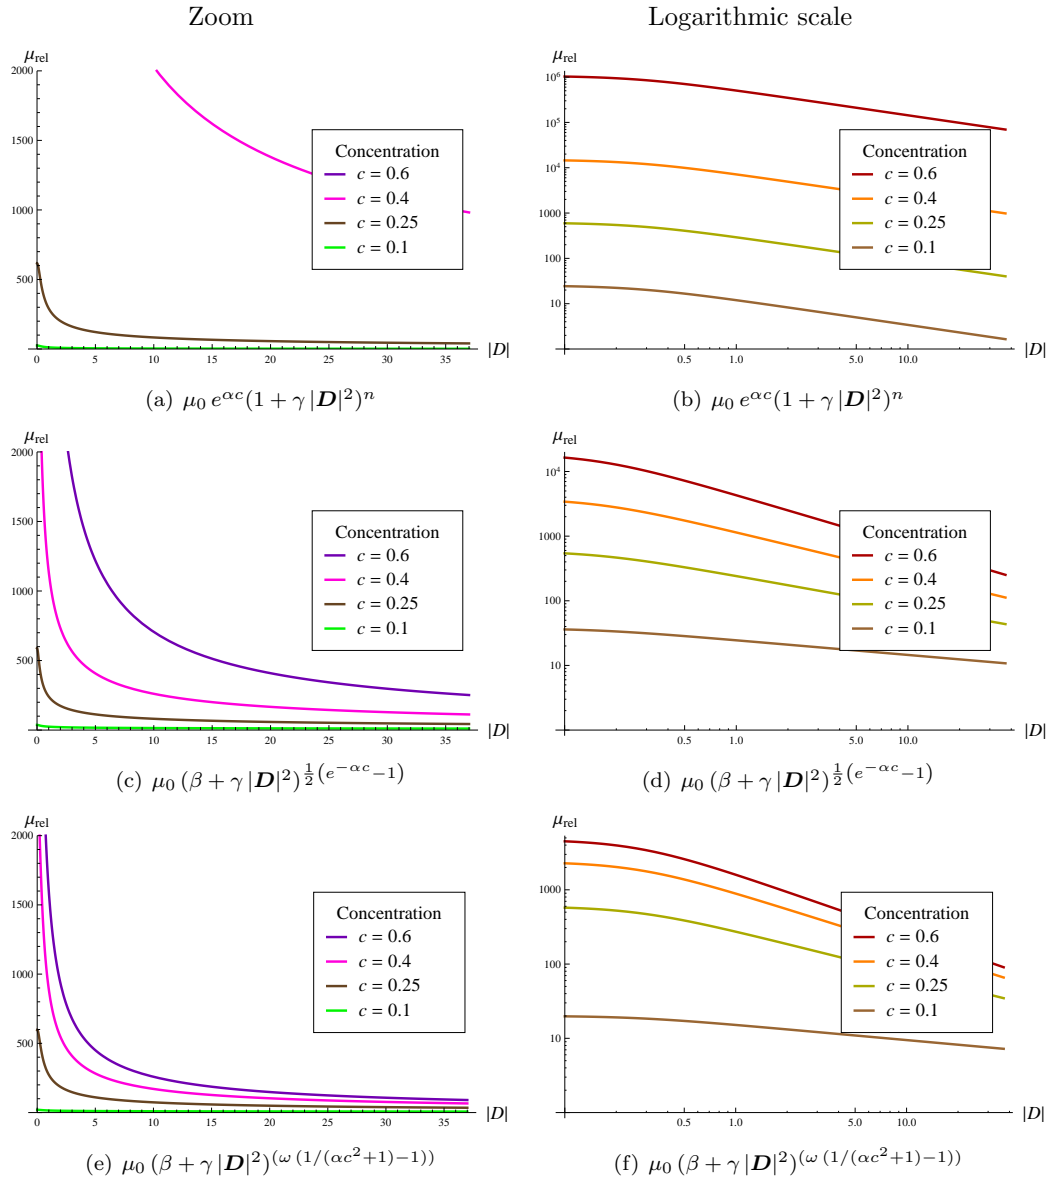 Zoom
Logarithmic scale
μrel
2000
1500
1000
500
0
5
10
15
20
25
30
35
|D|
Concentration
c = 0.6
c = 0.4
c = 0.25
c = 0.1
(a) μ₀ e^{αc}(1 + γ |D|²)ⁿ
μrel
10⁶
10⁵
10⁴
1000
100
10
0.5
1.0
5.0
10.0
|D|
Concentration
c = 0.6
c = 0.4
c = 0.25
c = 0.1
(b) μ₀ e^{αc}(1 + γ |D|²)ⁿ
μrel
2000
1500
1000
500
0
5
10
15
20
25
30
35
|D|
Concentration
c = 0.6
c = 0.4
c = 0.25
c = 0.1
(c) μ₀ (β + γ |D|²)^{½(e^{−αc}−1)}
μrel
10⁴
1000
100
10
0.5
1.0
5.0
10.0
|D|
Concentration
c = 0.6
c = 0.4
c = 0.25
c = 0.1
(d) μ₀ (β + γ |D|²)^{½(e^{−αc}−1)}
μrel
2000
1500
1000
500
0
5
10
15
20
25
30
35
|D|
Concentration
c = 0.6
c = 0.4
c = 0.25
c = 0.1
(e) μ₀ (β + γ |D|²)^{(ω (1/(αc²+1)−1))}
μrel
1000
100
10
0.5
1.0
5.0
10.0
|D|
Concentration
c = 0.6
c = 0.4
c = 0.25
c = 0.1
(f) μ₀ (β + γ |D|²)^{(ω (1/(αc²+1)−1))}